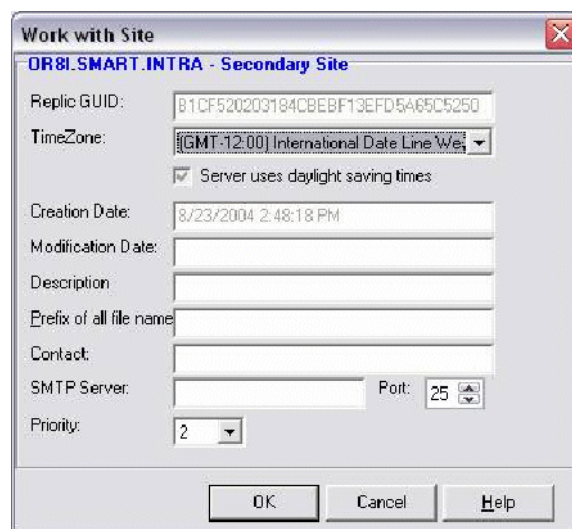 Work with Site
OR8I.SMART.INTRA - Secondary Site
Replic GUID: B1CF520203184CBEBF13EFD5A65C5250
TimeZone: (GMT-12:00) International Date Line We
Server uses daylight saving times
Creation Date: 8/23/2004 2:48:18 PM
Modification Date:
Description
Prefix of all file name
Contact:
SMTP Server: Port: 25
Priority: 2
OK Cancel Help